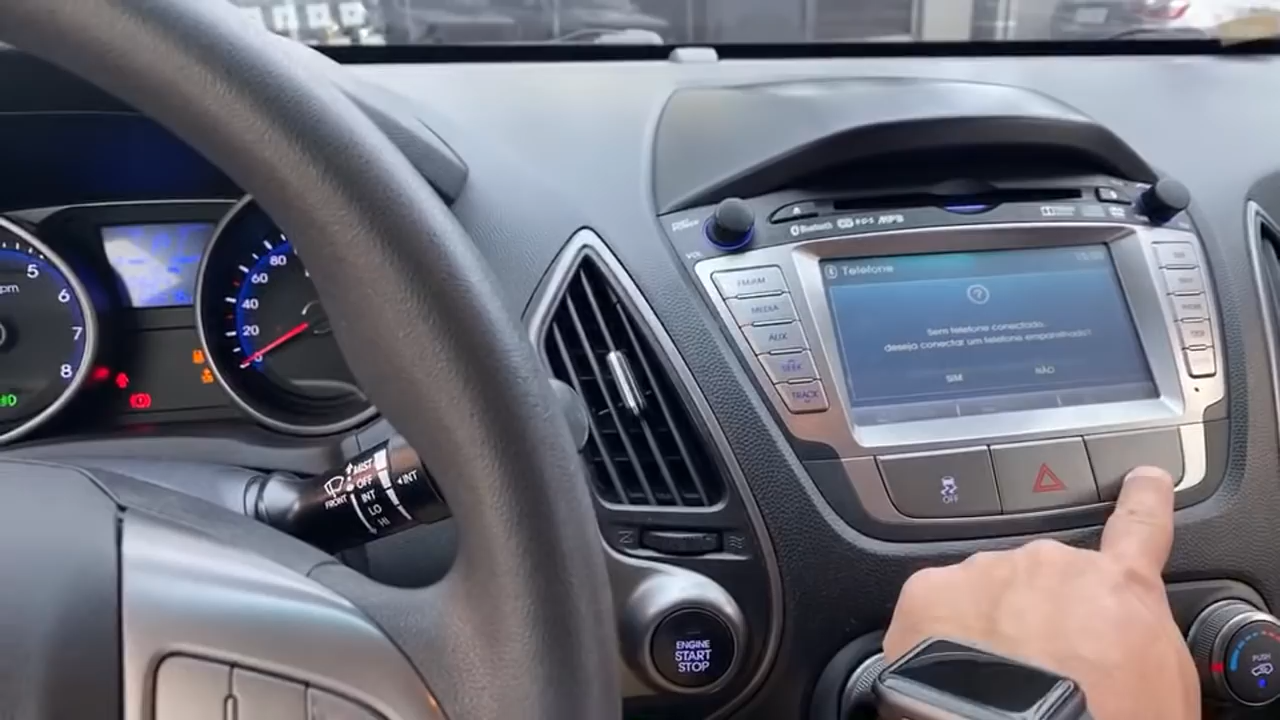 5
6
7
8
80
60
40
20
0
MIST
OFF
INT
LO
HI
INT
FRONT
VOL
Bluetooth
RDS
MP3
FM/AM
MEDIA
AUX
SEEK
TRACK
Telefone
?
Sem telefone conectado.
deseja conectar um telefone emparelhado?
SIM
NÃO
OFF
ENGINE
START
STOP
PUSH